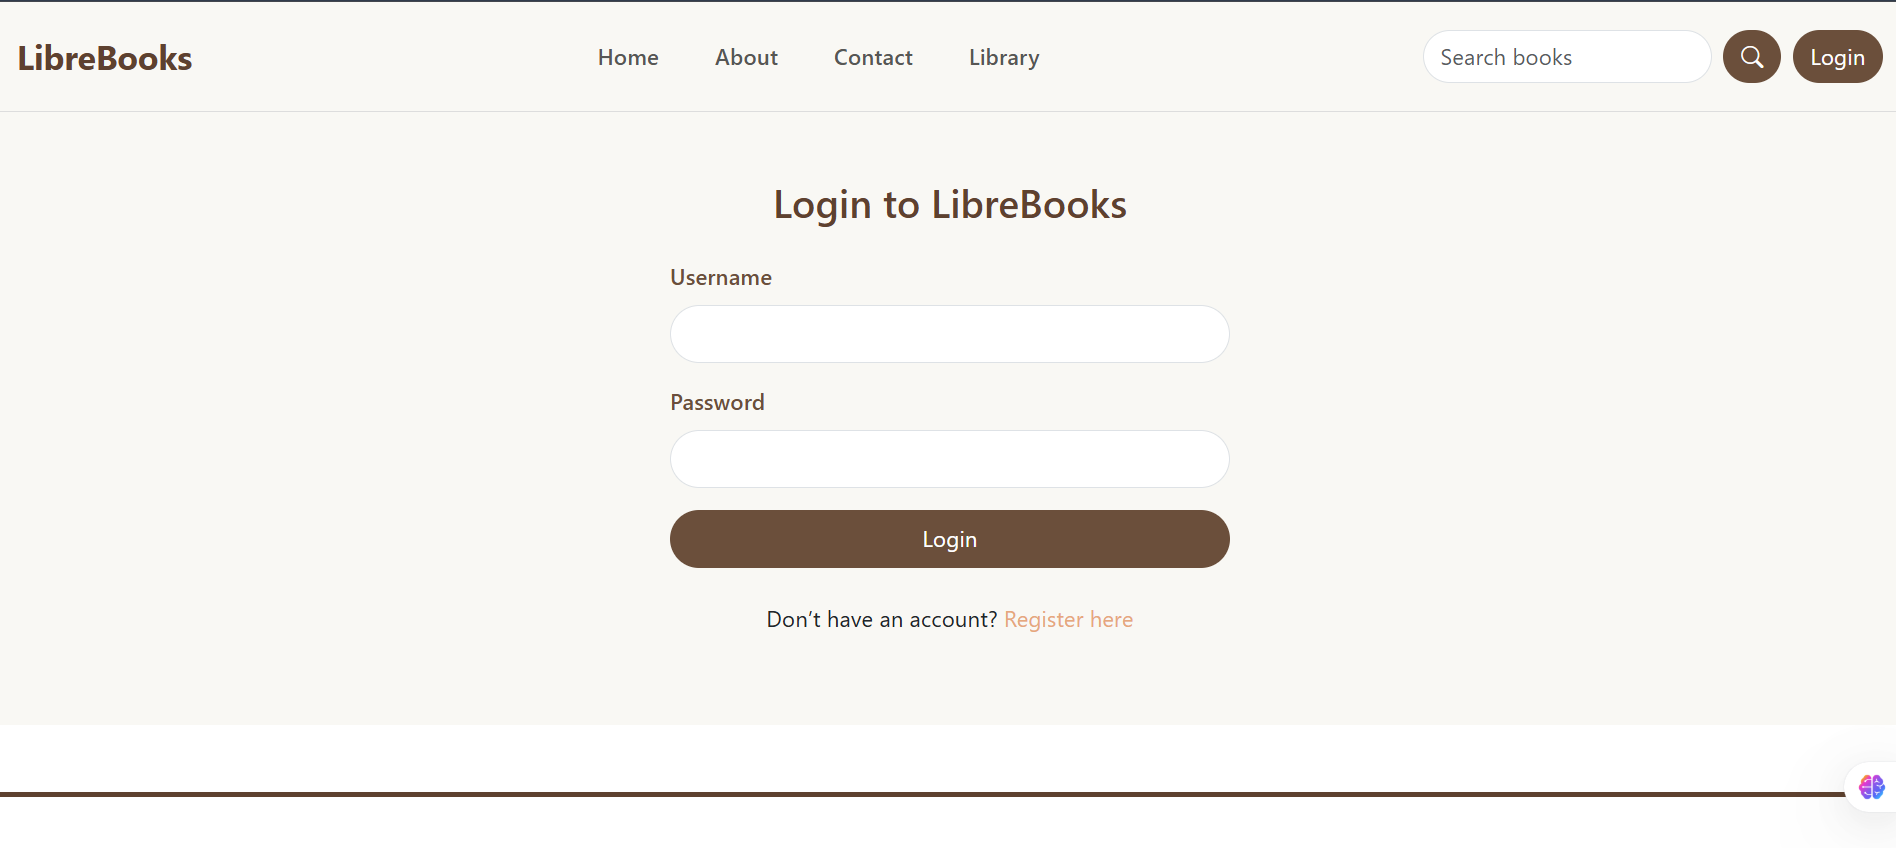 LibreBooks
Home
About
Contact
Library
Search books
Login
Login to LibreBooks
Username
Password
Login
Don’t have an account? Register here